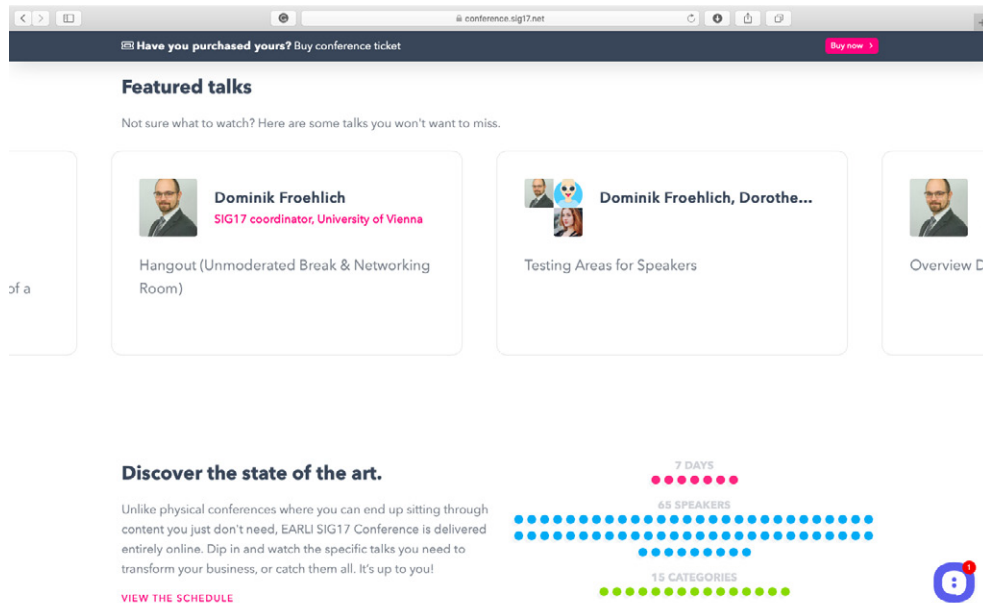 conference.sig17.net
Have you purchased yours? Buy conference ticket
Buy now >
Featured talks
Not sure what to watch? Here are some talks you won't want to miss.
Dominik Froehlich
SIG17 coordinator, University of Vienna
Hangout (Unmoderated Break & Networking
Room)
Dominik Froehlich, Dorothe...
Testing Areas for Speakers
Overview D
of a
Discover the state of the art.
Unlike physical conferences where you can end up sitting through
content you just don't need, EARLI SIG17 Conference is delivered
entirely online. Dip in and watch the specific talks you need to
transform your business, or catch them all. It's up to you!
VIEW THE SCHEDULE
7 DAYS
65 SPEAKERS
15 CATEGORIES
1